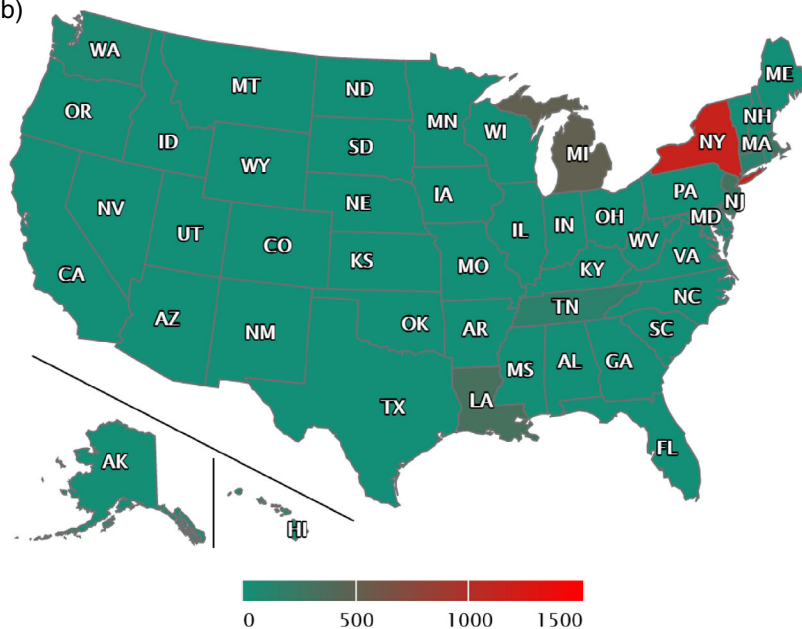 b)
WA
MT
ND
MN
ME
OR
ID
SD
WI
MI
NY
NH
MA
WY
NV
UT
CO
NE
IA
IL
IN
OH
PA
NJ
MD
WV
VA
CA
KS
MO
KY
NC
AZ
NM
OK
AR
TN
SC
TX
LA
MS
AL
GA
FL
AK
HI
0 500 1000 1500